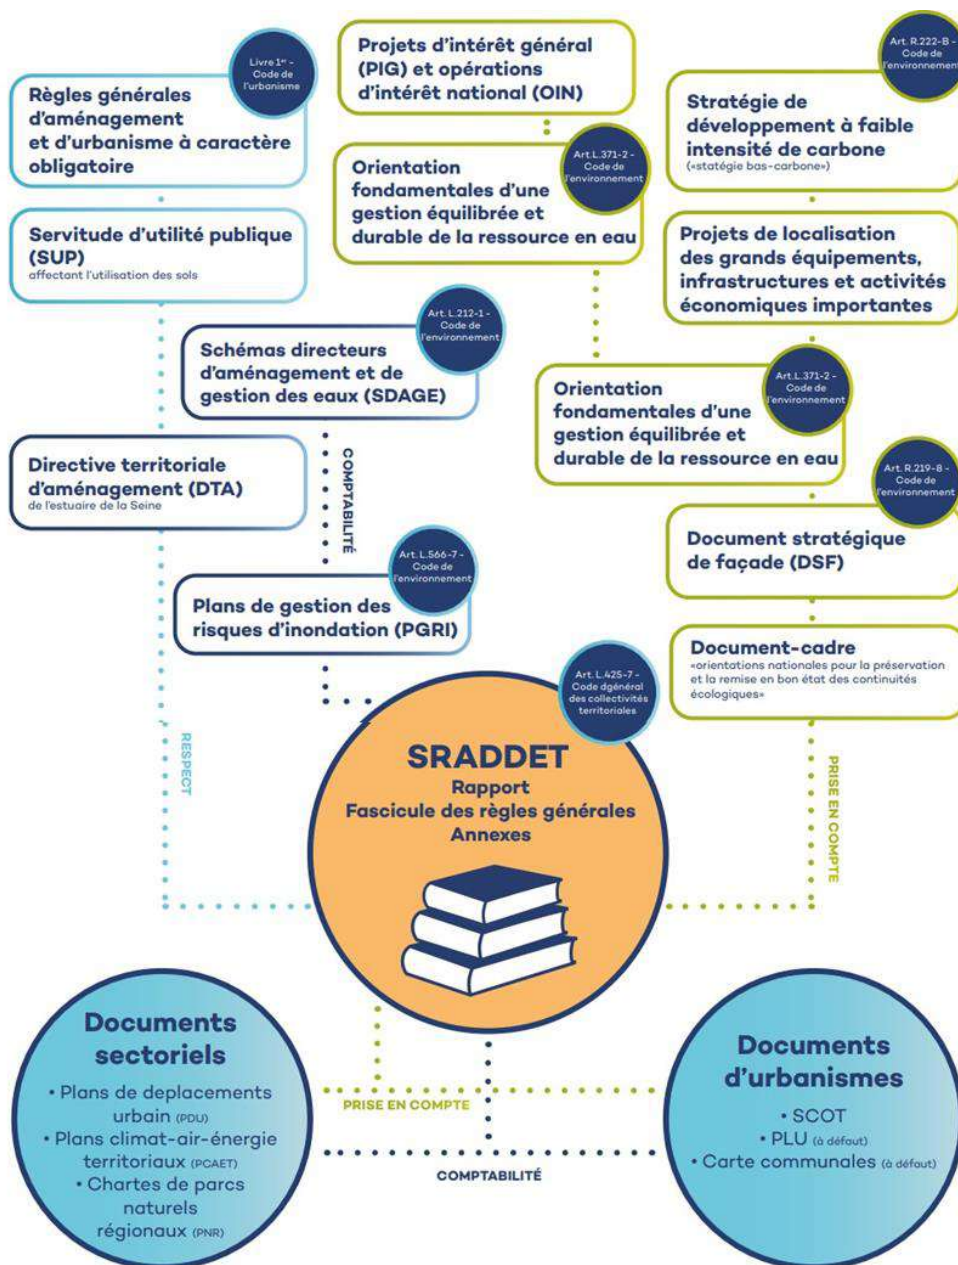 Livre 1er -
Code de
l'urbanisme
Règles générales
d'aménagement
et d'urbanisme à caractère
obligatoire
Servitude d'utilité publique
(SUP)
affectant l'utilisation des sols
Projets d'intérêt général
(PIG) et opérations
d'intérêt national (OIN)
Art.L.371-2 -
Code de
l'environnement
Orientation
fondamentales d'une
gestion équilibrée et
durable de la ressource en eau
Art. R.222-B -
Code de
l'environnement
Stratégie de
développement à faible
intensité de carbone
(«statégie bas-carbone»)
Projets de localisation
des grands équipements,
infrastructures et activités
économiques importantes
Art. L.212-1 -
Code de
l'environnement
Schémas directeurs
d'aménagement et de
gestion des eaux (SDAGE)
Art.L.371-2 -
Code de
l'environnement
Orientation
fondamentales d'une
gestion équilibrée et
durable de la ressource en eau
Directive territoriale
d'aménagement (DTA)
de l'estuaire de la Seine
COMPTABILITÉ
Art. R.219-8 -
Code de
l'environnement
Document stratégique
de façade (DSF)
Art. L.566-7 -
Code de
l'environnement
Plans de gestion des
risques d'inondation (PGRI)
Document-cadre
«orientations nationales pour la préservation
et la remise en bon état des continuités
écologiques»
Art. L.425-7 -
Code dgénéral
des collectivités
territoriales
RESPECT
SRADDET
Rapport
Fascicule des règles générales
Annexes
PRISE EN COMPTE
Documents
sectoriels
• Plans de deplacements
urbain (PDU)
• Plans climat-air-énergie
territoriaux (PCAET)
• Chartes de parcs
naturels
régionaux (PNR)
PRISE EN COMPTE
COMPTABILITÉ
Documents
d'urbanismes
• SCOT
• PLU (à défaut)
• Carte communales (à défaut)